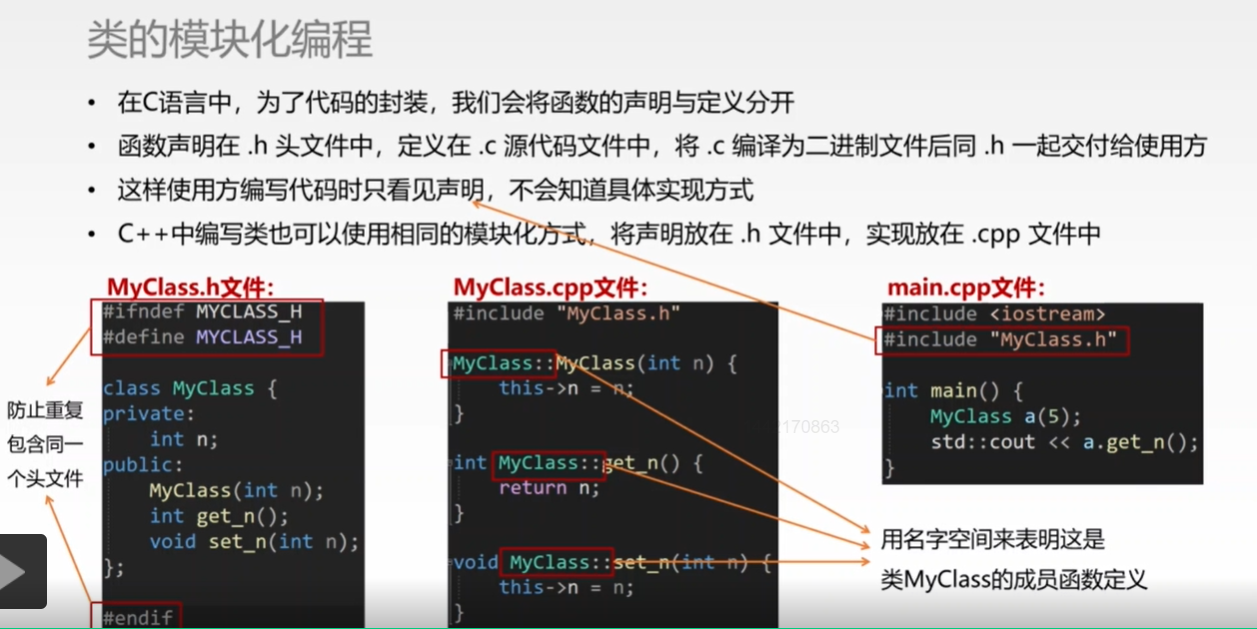 类的模块化编程
• 在C语言中，为了代码的封装，我们会将函数的声明与定义分开
• 函数声明在 .h 头文件中，定义在 .c 源代码文件中，将 .c 编译为二进制文件后同 .h 一起交付给使用方
• 这样使用方编写代码时只看见声明，不会知道具体实现方式
• C++中编写类也可以使用相同的模块化方式，将声明放在 .h 文件中，实现放在 .cpp 文件中
MyClass.h文件：
#ifndef MYCLASS_H
#define MYCLASS_H
class MyClass {
private:
int n;
public:
MyClass(int n);
int get_n();
void set_n(int n);
};
#endif
防止重复
包含同一
个头文件
MyClass.cpp文件：
#include "MyClass.h"
MyClass::MyClass(int n) {
this->n = n;
}
int MyClass::get_n() {
return n;
}
void MyClass::set_n(int n) {
this->n = n;
}
main.cpp文件：
#include <iostream>
#include "MyClass.h"
int main() {
MyClass a(5);
std::cout << a.get_n();
}
用名字空间来表明这是
类MyClass的成员函数定义
2170863